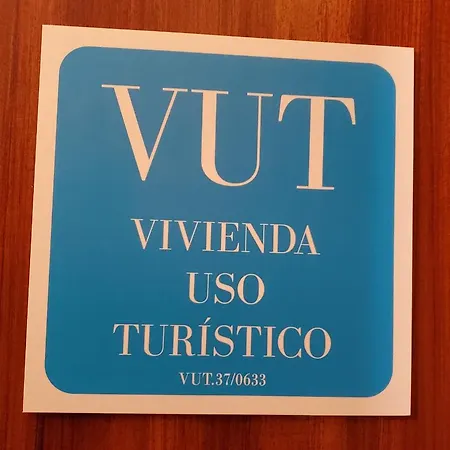 VUT
VIVIENDA
USO
TURÍSTICO
VUT.37/0633